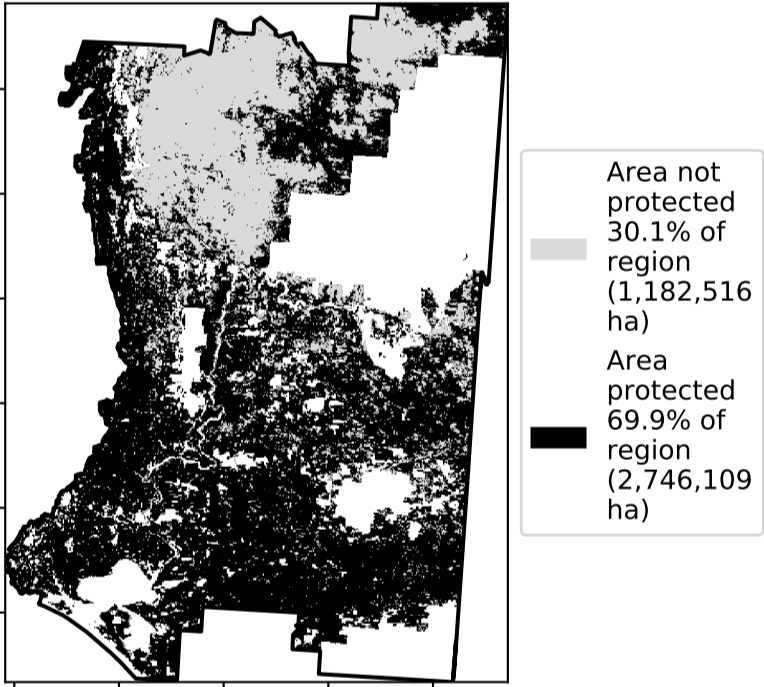 Area not
protected
30.1% of
region
(1,182,516
ha)
Area
protected
69.9% of
region
(2,746,109
ha)